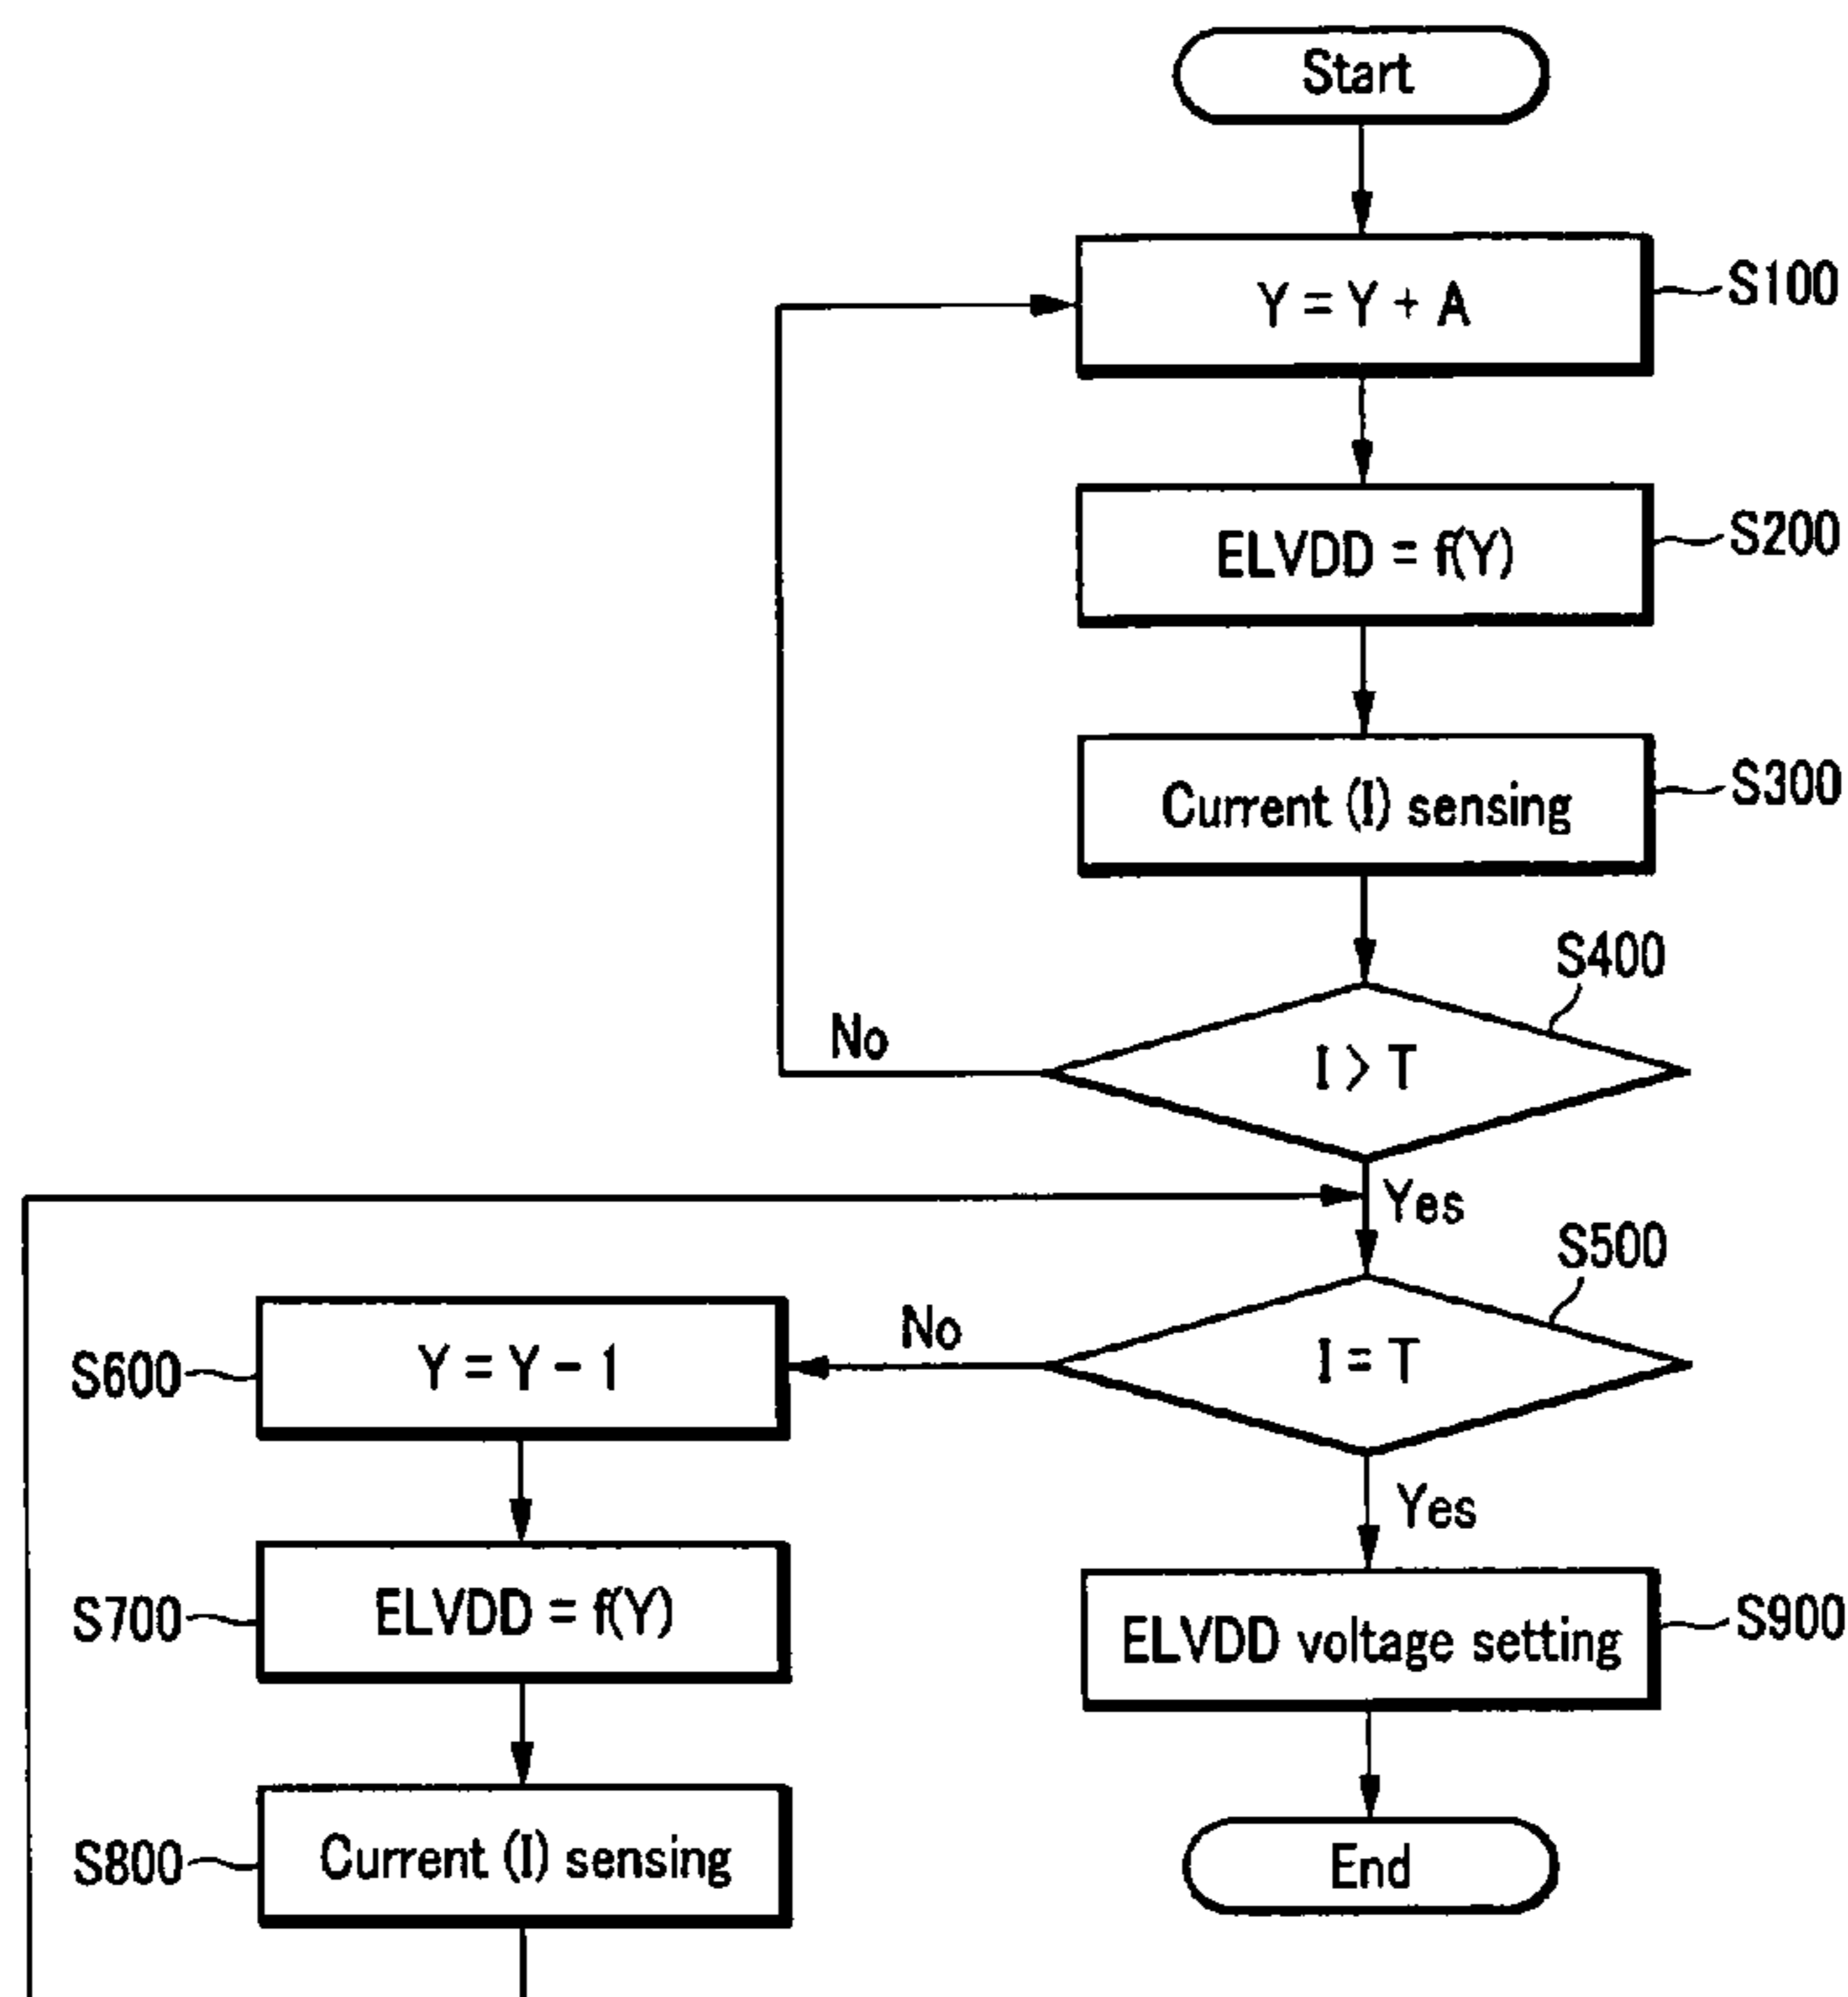 Start
Y = Y + A
S100
ELVDD = f(Y)
S200
Current (I) sensing
S300
S400
I > T
No
Yes
S500
I = T
No
Y = Y - 1
S600
Yes
ELVDD = f(Y)
S700
ELVDD voltage setting
S900
Current (I) sensing
S800
End